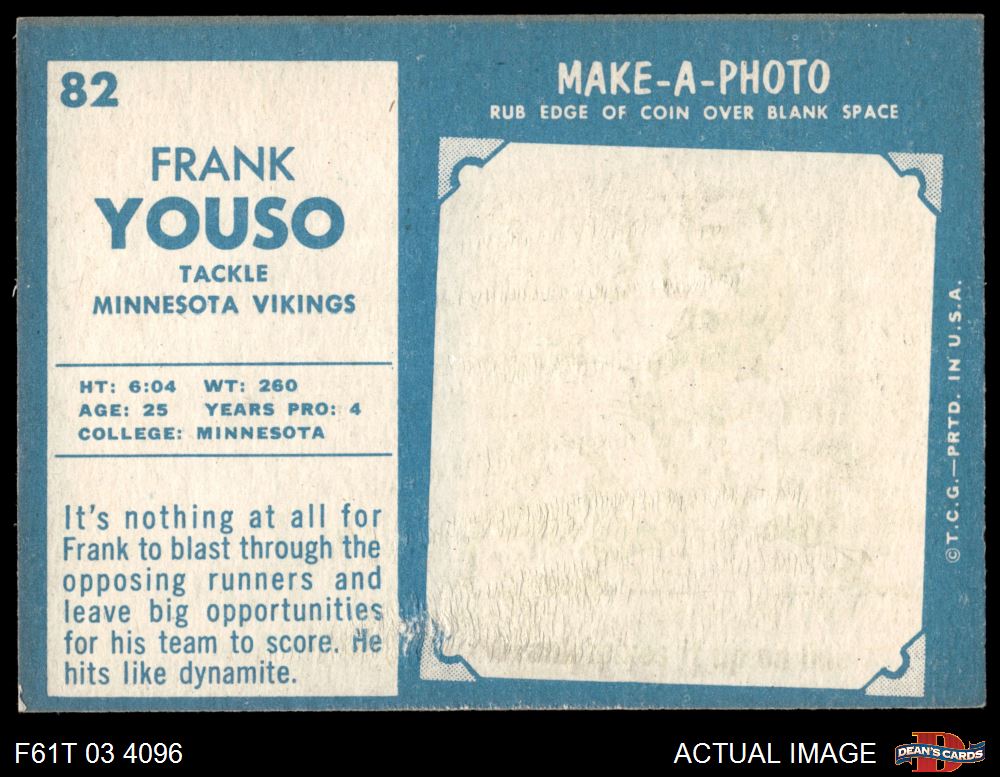 82
FRANK
YOUSO
TACKLE
MINNESOTA VIKINGS
HT: 6:04 WT: 260
AGE: 25 YEARS PRO: 4
COLLEGE: MINNESOTA
It's nothing at all for
Frank to blast through the
opposing runners and
leave big opportunities
for his team to score. He
hits like dynamite.
MAKE-A-PHOTO
RUB EDGE OF COIN OVER BLANK SPACE
©T.C.G.—PRTD. IN U.S.A.
F61T 03 4096
ACTUAL IMAGE
DEAN'S CARDS